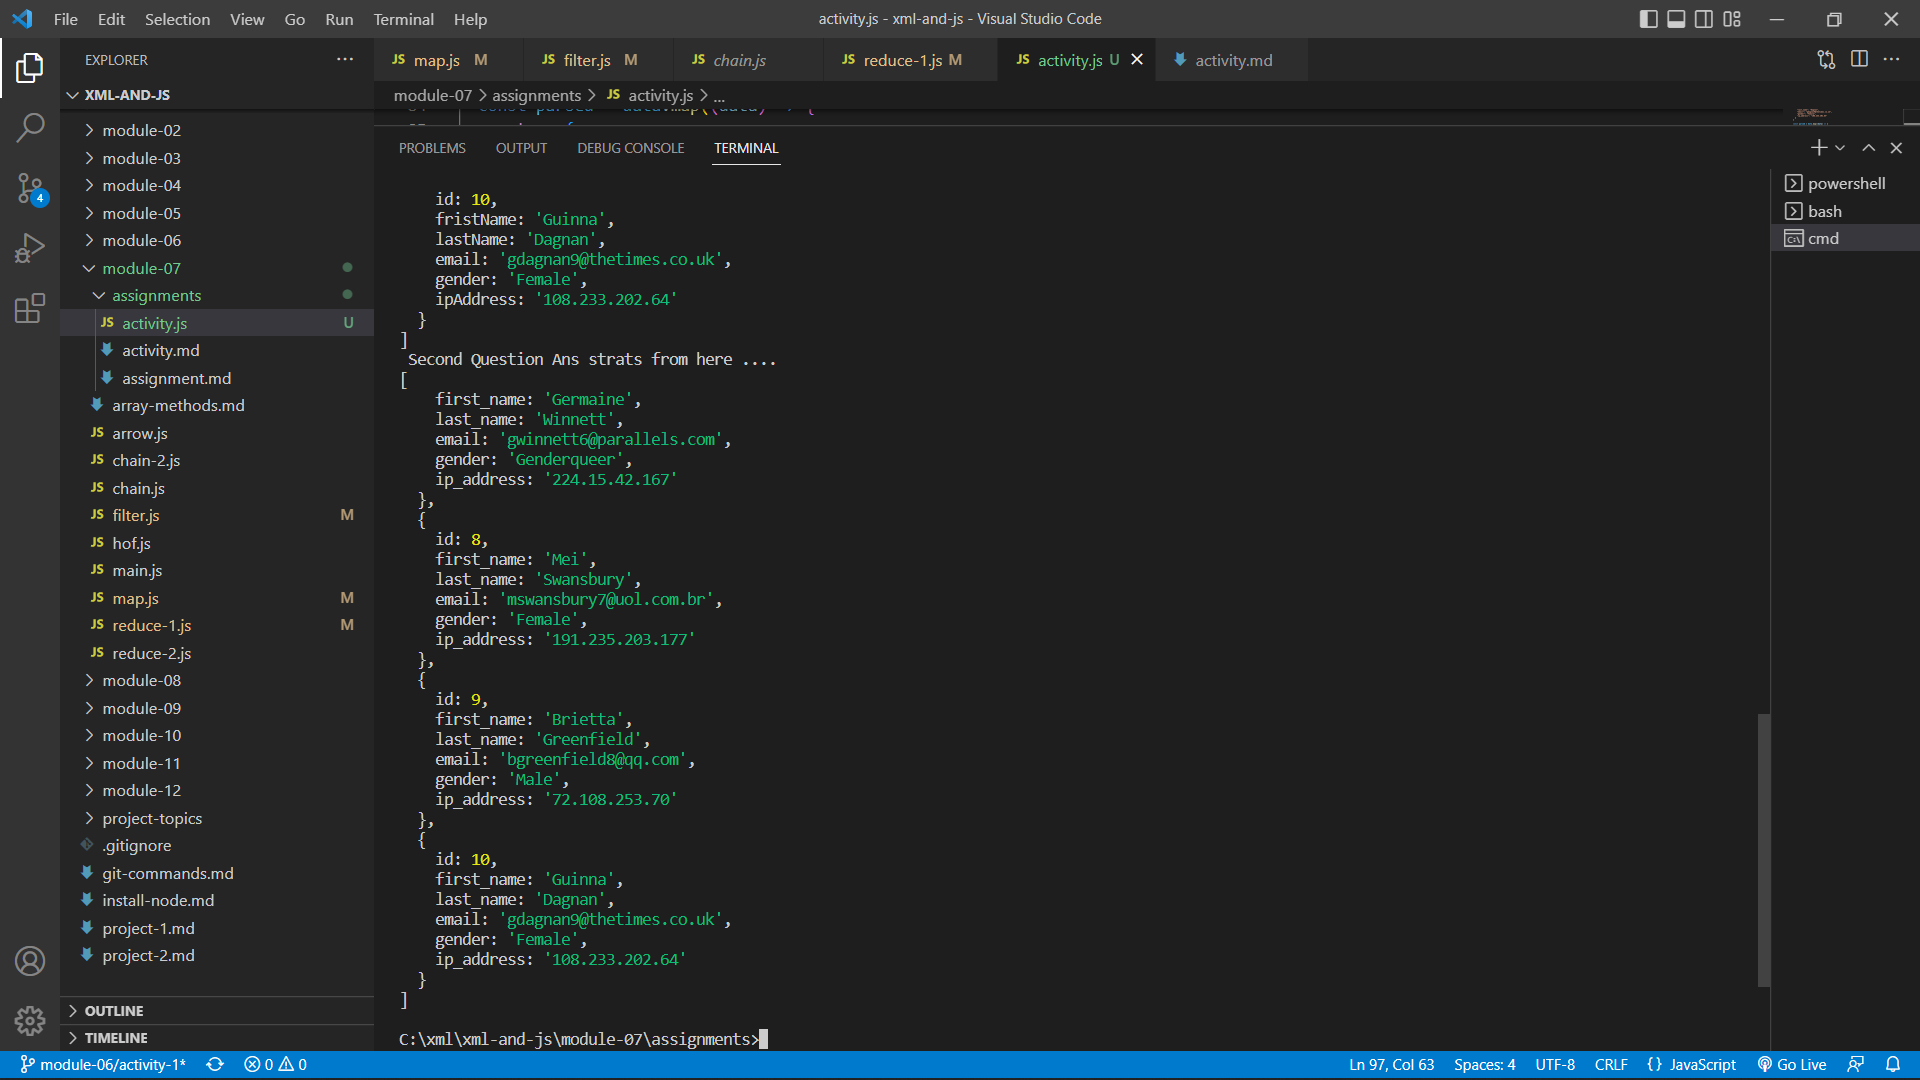 File Edit Selection View Go Run Terminal Help
activity.js - xml-and-js - Visual Studio Code
EXPLORER
JS map.js M
JS filter.js M
JS chain.js
JS reduce-1.js M
JS activity.js U
activity.md
module-07 > assignments > JS activity.js > ...
XML-AND-JS
module-02
module-03
module-04
module-05
module-06
module-07
assignments
JS activity.js U
activity.md
assignment.md
array-methods.md
JS arrow.js
JS chain-2.js
JS chain.js
JS filter.js M
JS hof.js
JS main.js
JS map.js M
JS reduce-1.js M
JS reduce-2.js
module-08
module-09
module-10
module-11
module-12
project-topics
.gitignore
git-commands.md
install-node.md
project-1.md
project-2.md
OUTLINE
TIMELINE
4
PROBLEMS OUTPUT DEBUG CONSOLE TERMINAL
id: 10,
fristName: 'Guinna',
lastName: 'Dagnan',
email: 'gdagnan9@thetimes.co.uk',
gender: 'Female',
ipAddress: '108.233.202.64'
}
]
Second Question Ans strats from here ....
[
first_name: 'Germaine',
last_name: 'Winnett',
email: 'gwinnett6@parallels.com',
gender: 'Genderqueer',
ip_address: '224.15.42.167'
},
{
id: 8,
first_name: 'Mei',
last_name: 'Swansbury',
email: 'mswansbury7@uol.com.br',
gender: 'Female',
ip_address: '191.235.203.177'
},
{
id: 9,
first_name: 'Brietta',
last_name: 'Greenfield',
email: 'bgreenfield8@qq.com',
gender: 'Male',
ip_address: '72.108.253.70'
},
{
id: 10,
first_name: 'Guinna',
last_name: 'Dagnan',
email: 'gdagnan9@thetimes.co.uk',
gender: 'Female',
ip_address: '108.233.202.64'
}
]
C:\xml\xml-and-js\module-07\assignments>
powershell
bash
cmd
module-06/activity-1* 0 0
Ln 97, Col 63 Spaces: 4 UTF-8 CRLF {} JavaScript Go Live